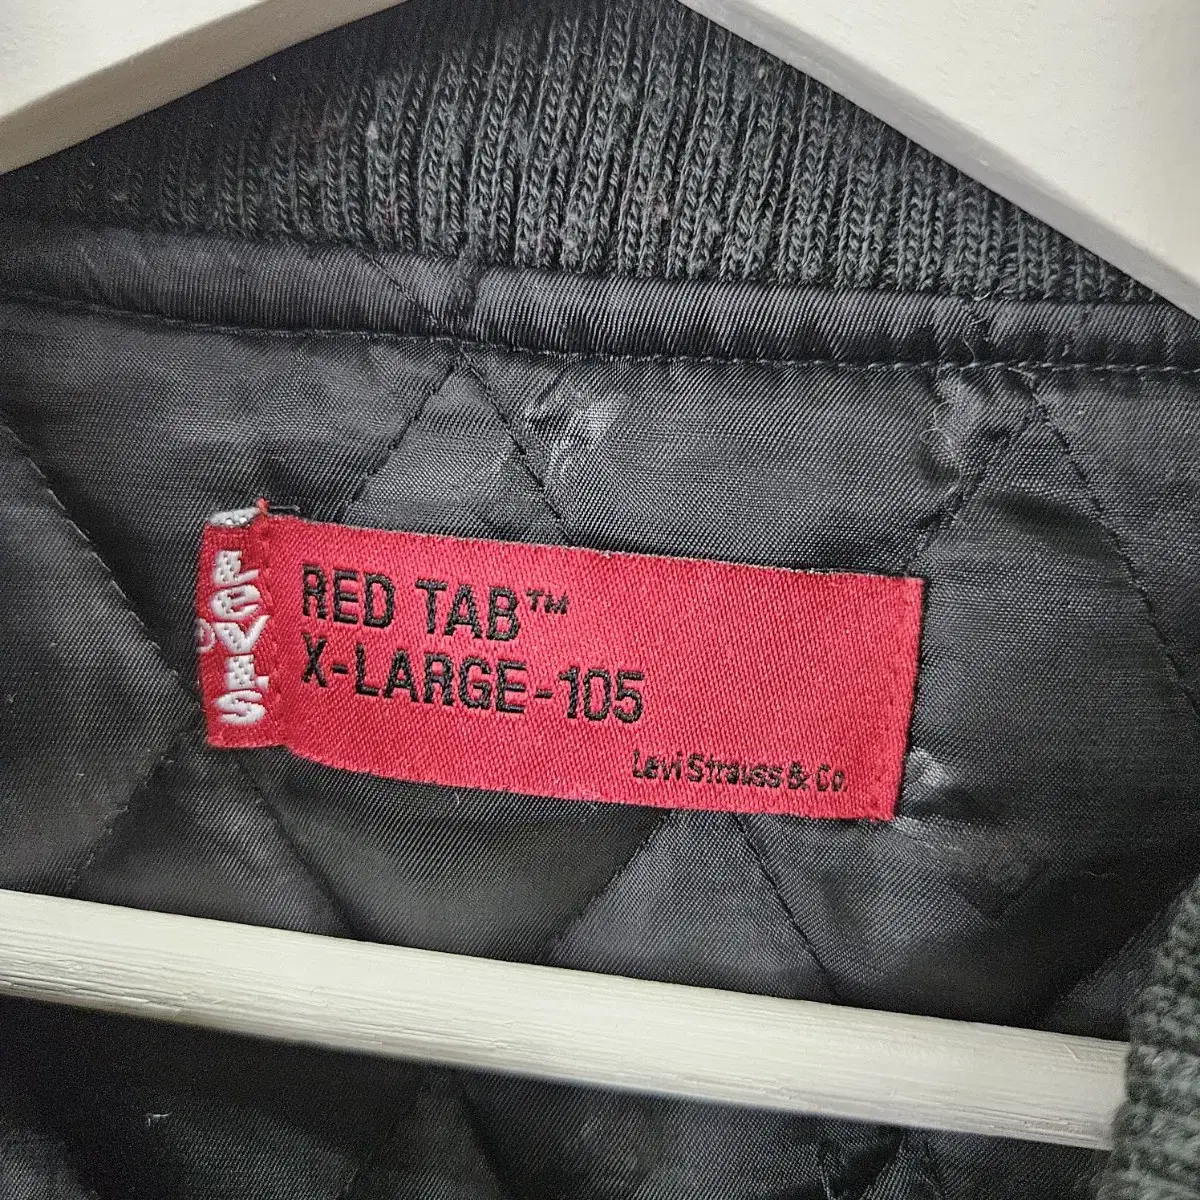 LEVI'S
®
RED TAB™
X-LARGE-105
Levi Strauss & Co.